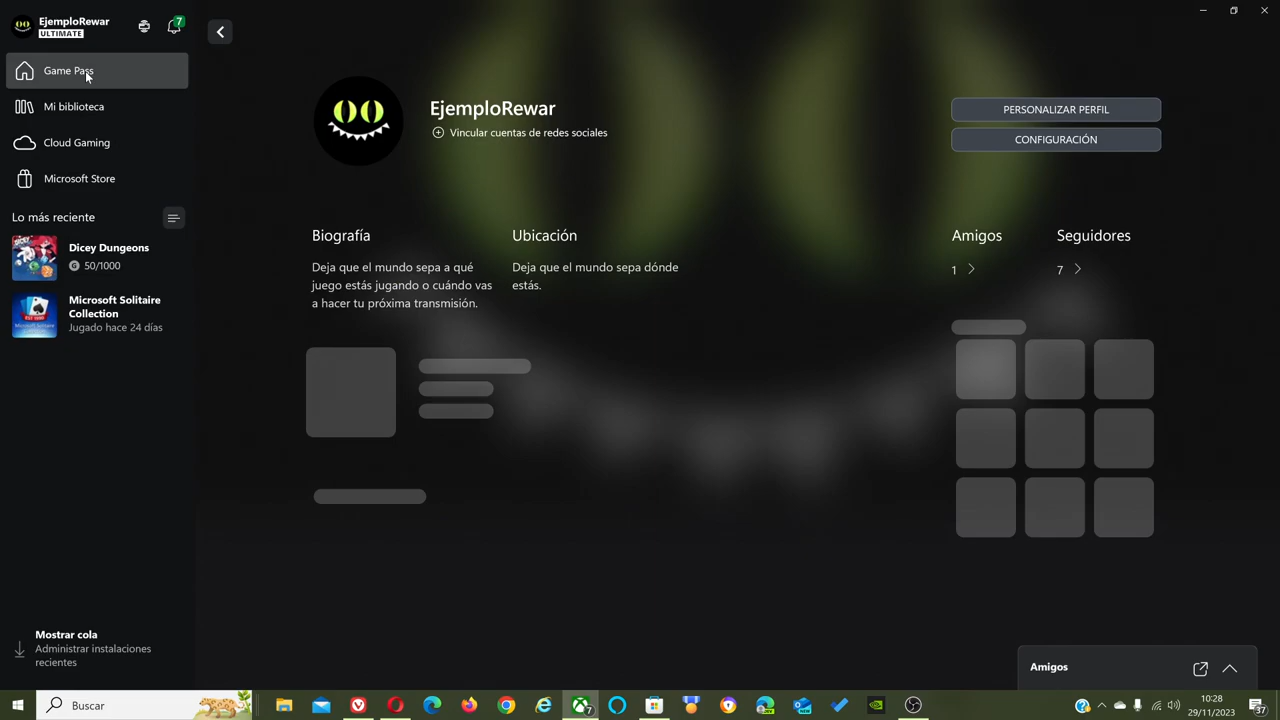 EjemploRewar
ULTIMATE
7
Game Pass
Mi biblioteca
Cloud Gaming
Microsoft Store
Lo más reciente
Dicey Dungeons
G 50/1000
Microsoft Solitaire
Collection
Jugado hace 24 días
Mostrar cola
Administrar instalaciones
recientes
EjemploRewar
Vincular cuentas de redes sociales
PERSONALIZAR PERFIL
CONFIGURACIÓN
Biografía
Deja que el mundo sepa a qué
juego estás jugando o cuándo vas
a hacer tu próxima transmisión.
Ubicación
Deja que el mundo sepa dónde
estás.
Amigos
1
Seguidores
7
Amigos
Buscar
7
10:28
29/11/2023
37